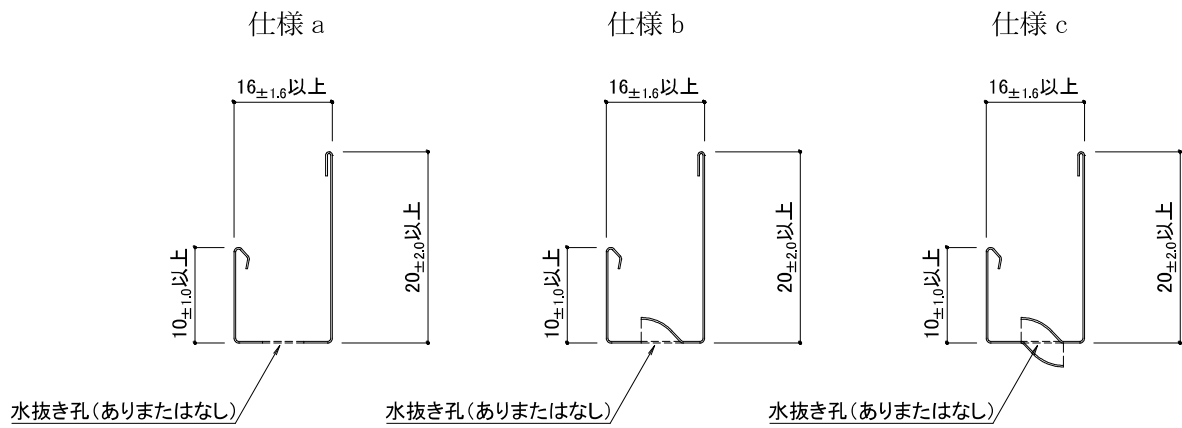 仕様 a
仕様 b
仕様 c
16±1.6以上
16±1.6以上
16±1.6以上
10±1.0以上
20±2.0以上
10±1.0以上
20±2.0以上
10±1.0以上
20±2.0以上
水抜き孔(ありまたはなし)
水抜き孔(ありまたはなし)
水抜き孔(ありまたはなし)